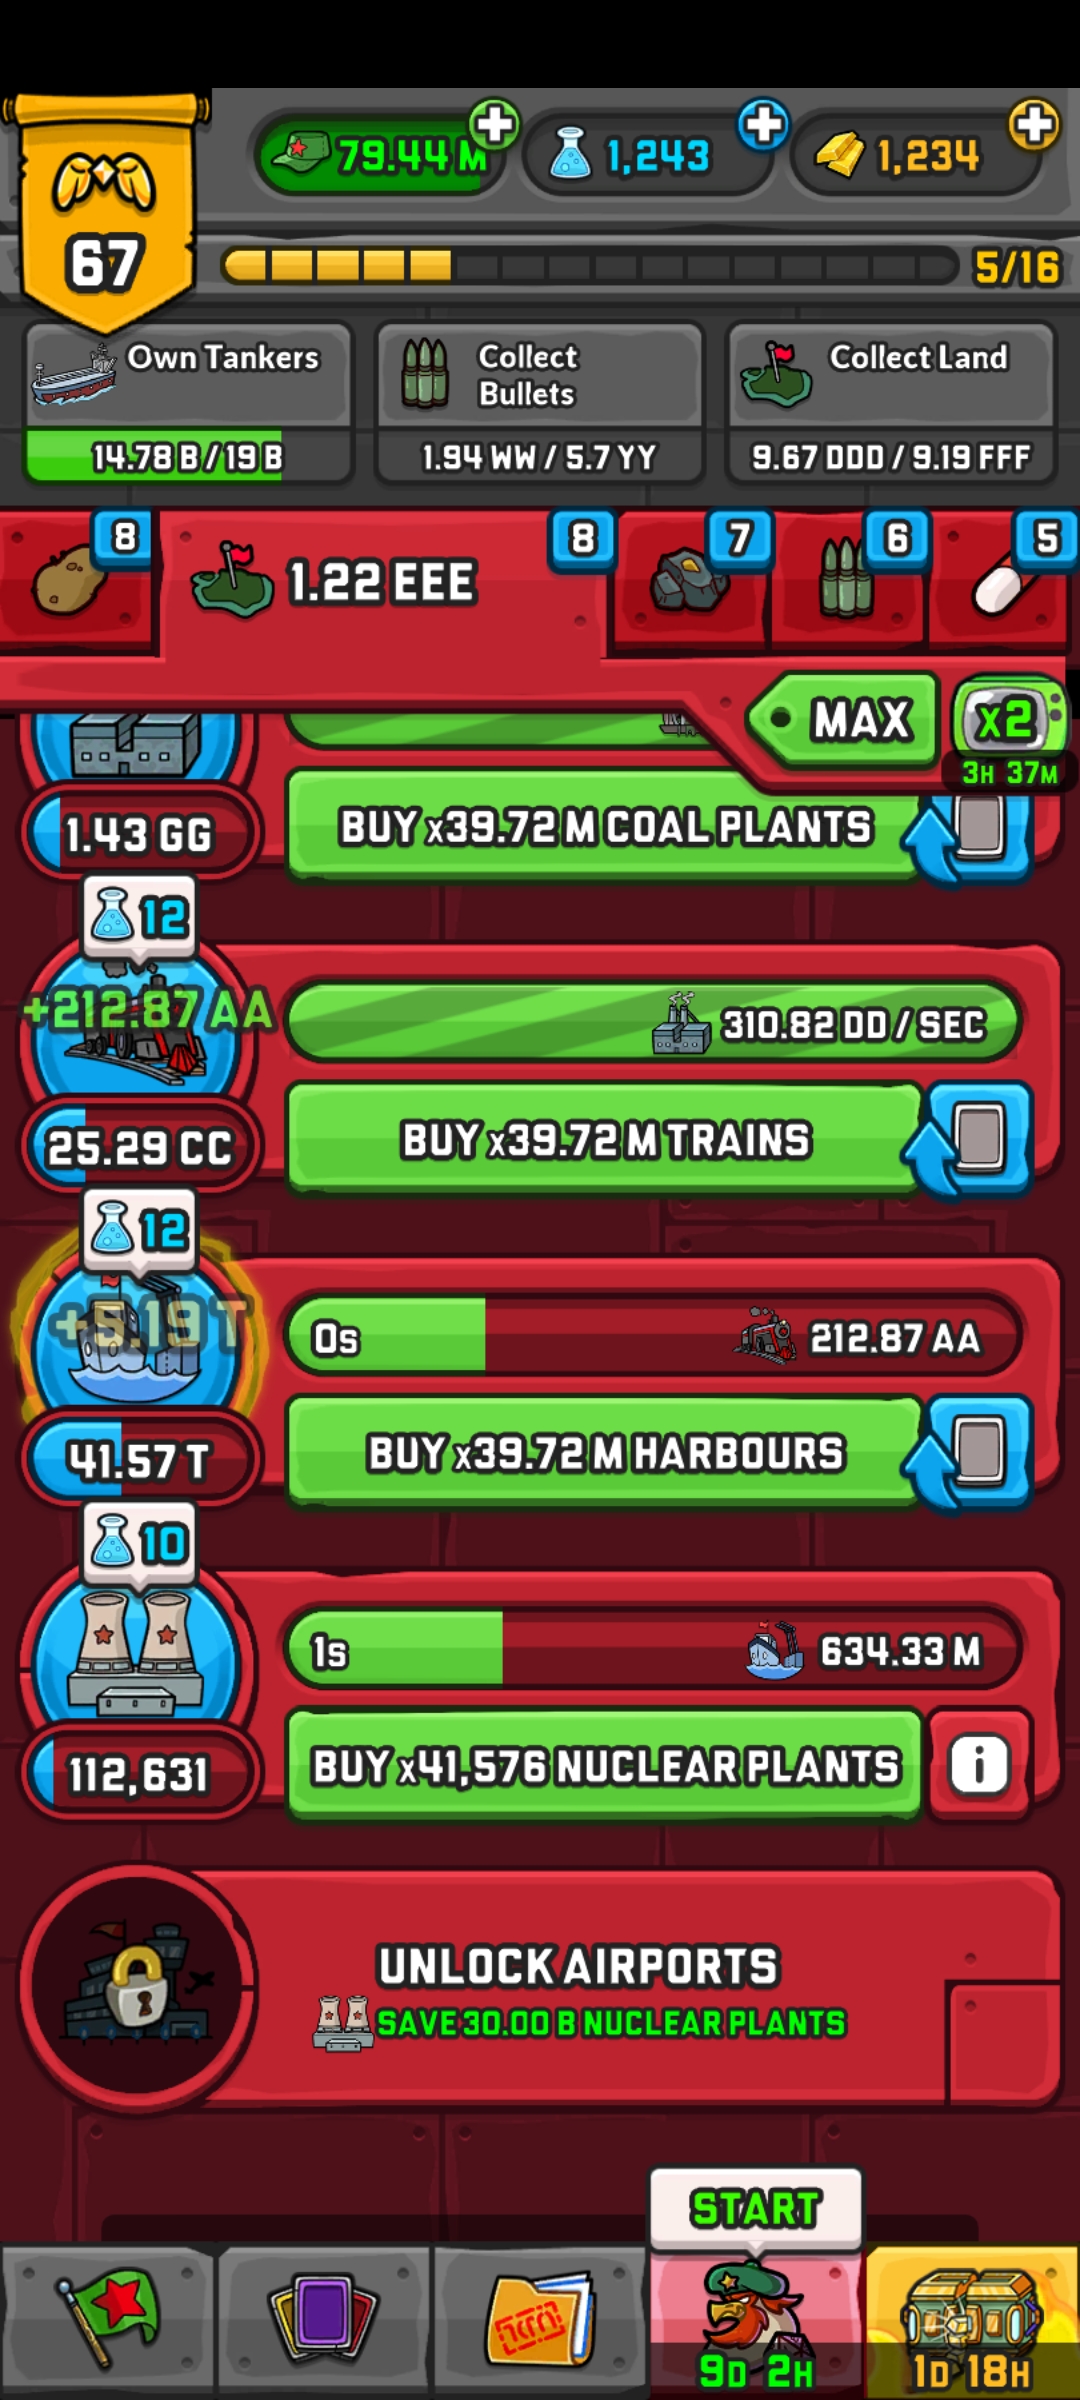 67
79.44 M
1,243
1,234
5/16
Own Tankers
14.78 B / 19 B
Collect
Bullets
1.94 WW / 5.7 YY
Collect Land
9.67 DDD / 9.19 FFF
8
1.22 EEE
8
7
6
5
MAX
x2
3H 37M
1.43 GG
BUY x39.72 M COAL PLANTS
12
+212.87 AA
310.82 DD / SEC
25.29 CC
BUY x39.72 M TRAINS
12
+5.19 T
0s
212.87 AA
41.57 T
BUY x39.72 M HARBOURS
10
1s
634.33 M
112,631
BUY x41,576 NUCLEAR PLANTS
i
UNLOCK AIRPORTS
SAVE 30.00 B NUCLEAR PLANTS
START
9D 2H
1D 18H